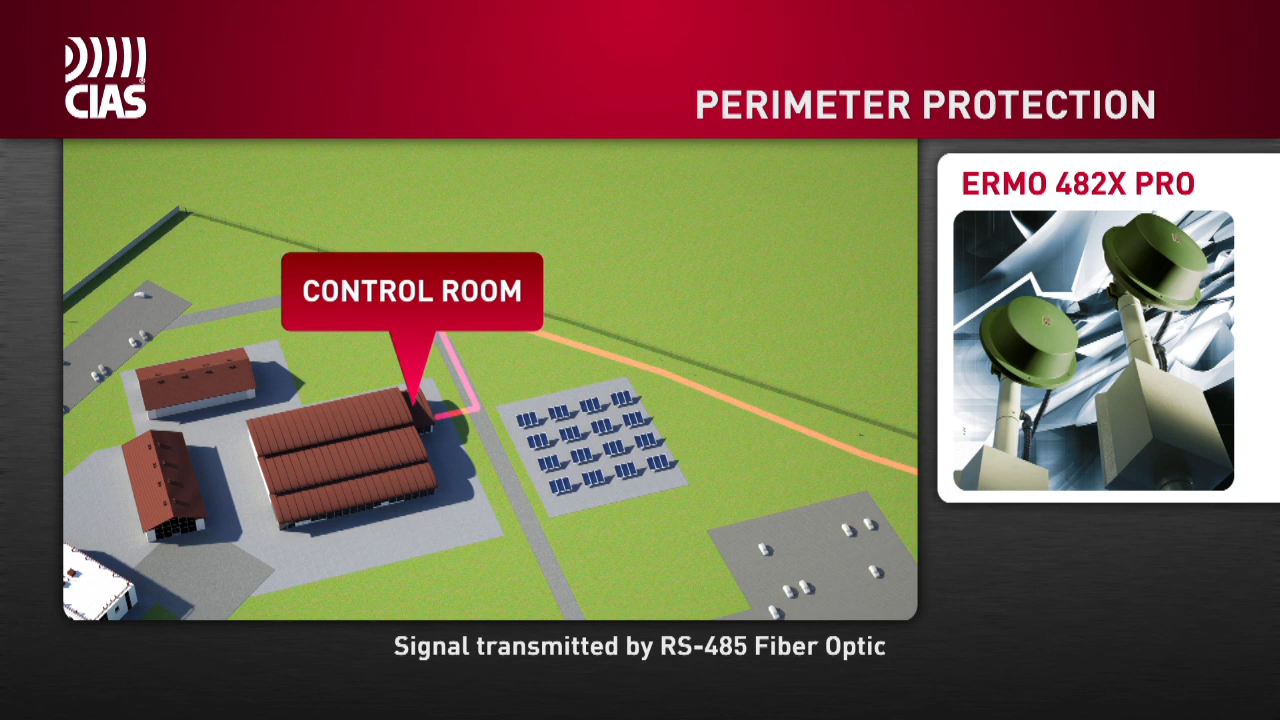 CIAS
PERIMETER PROTECTION
ERMO 482X PRO
CONTROL ROOM
Signal transmitted by RS-485 Fiber Optic